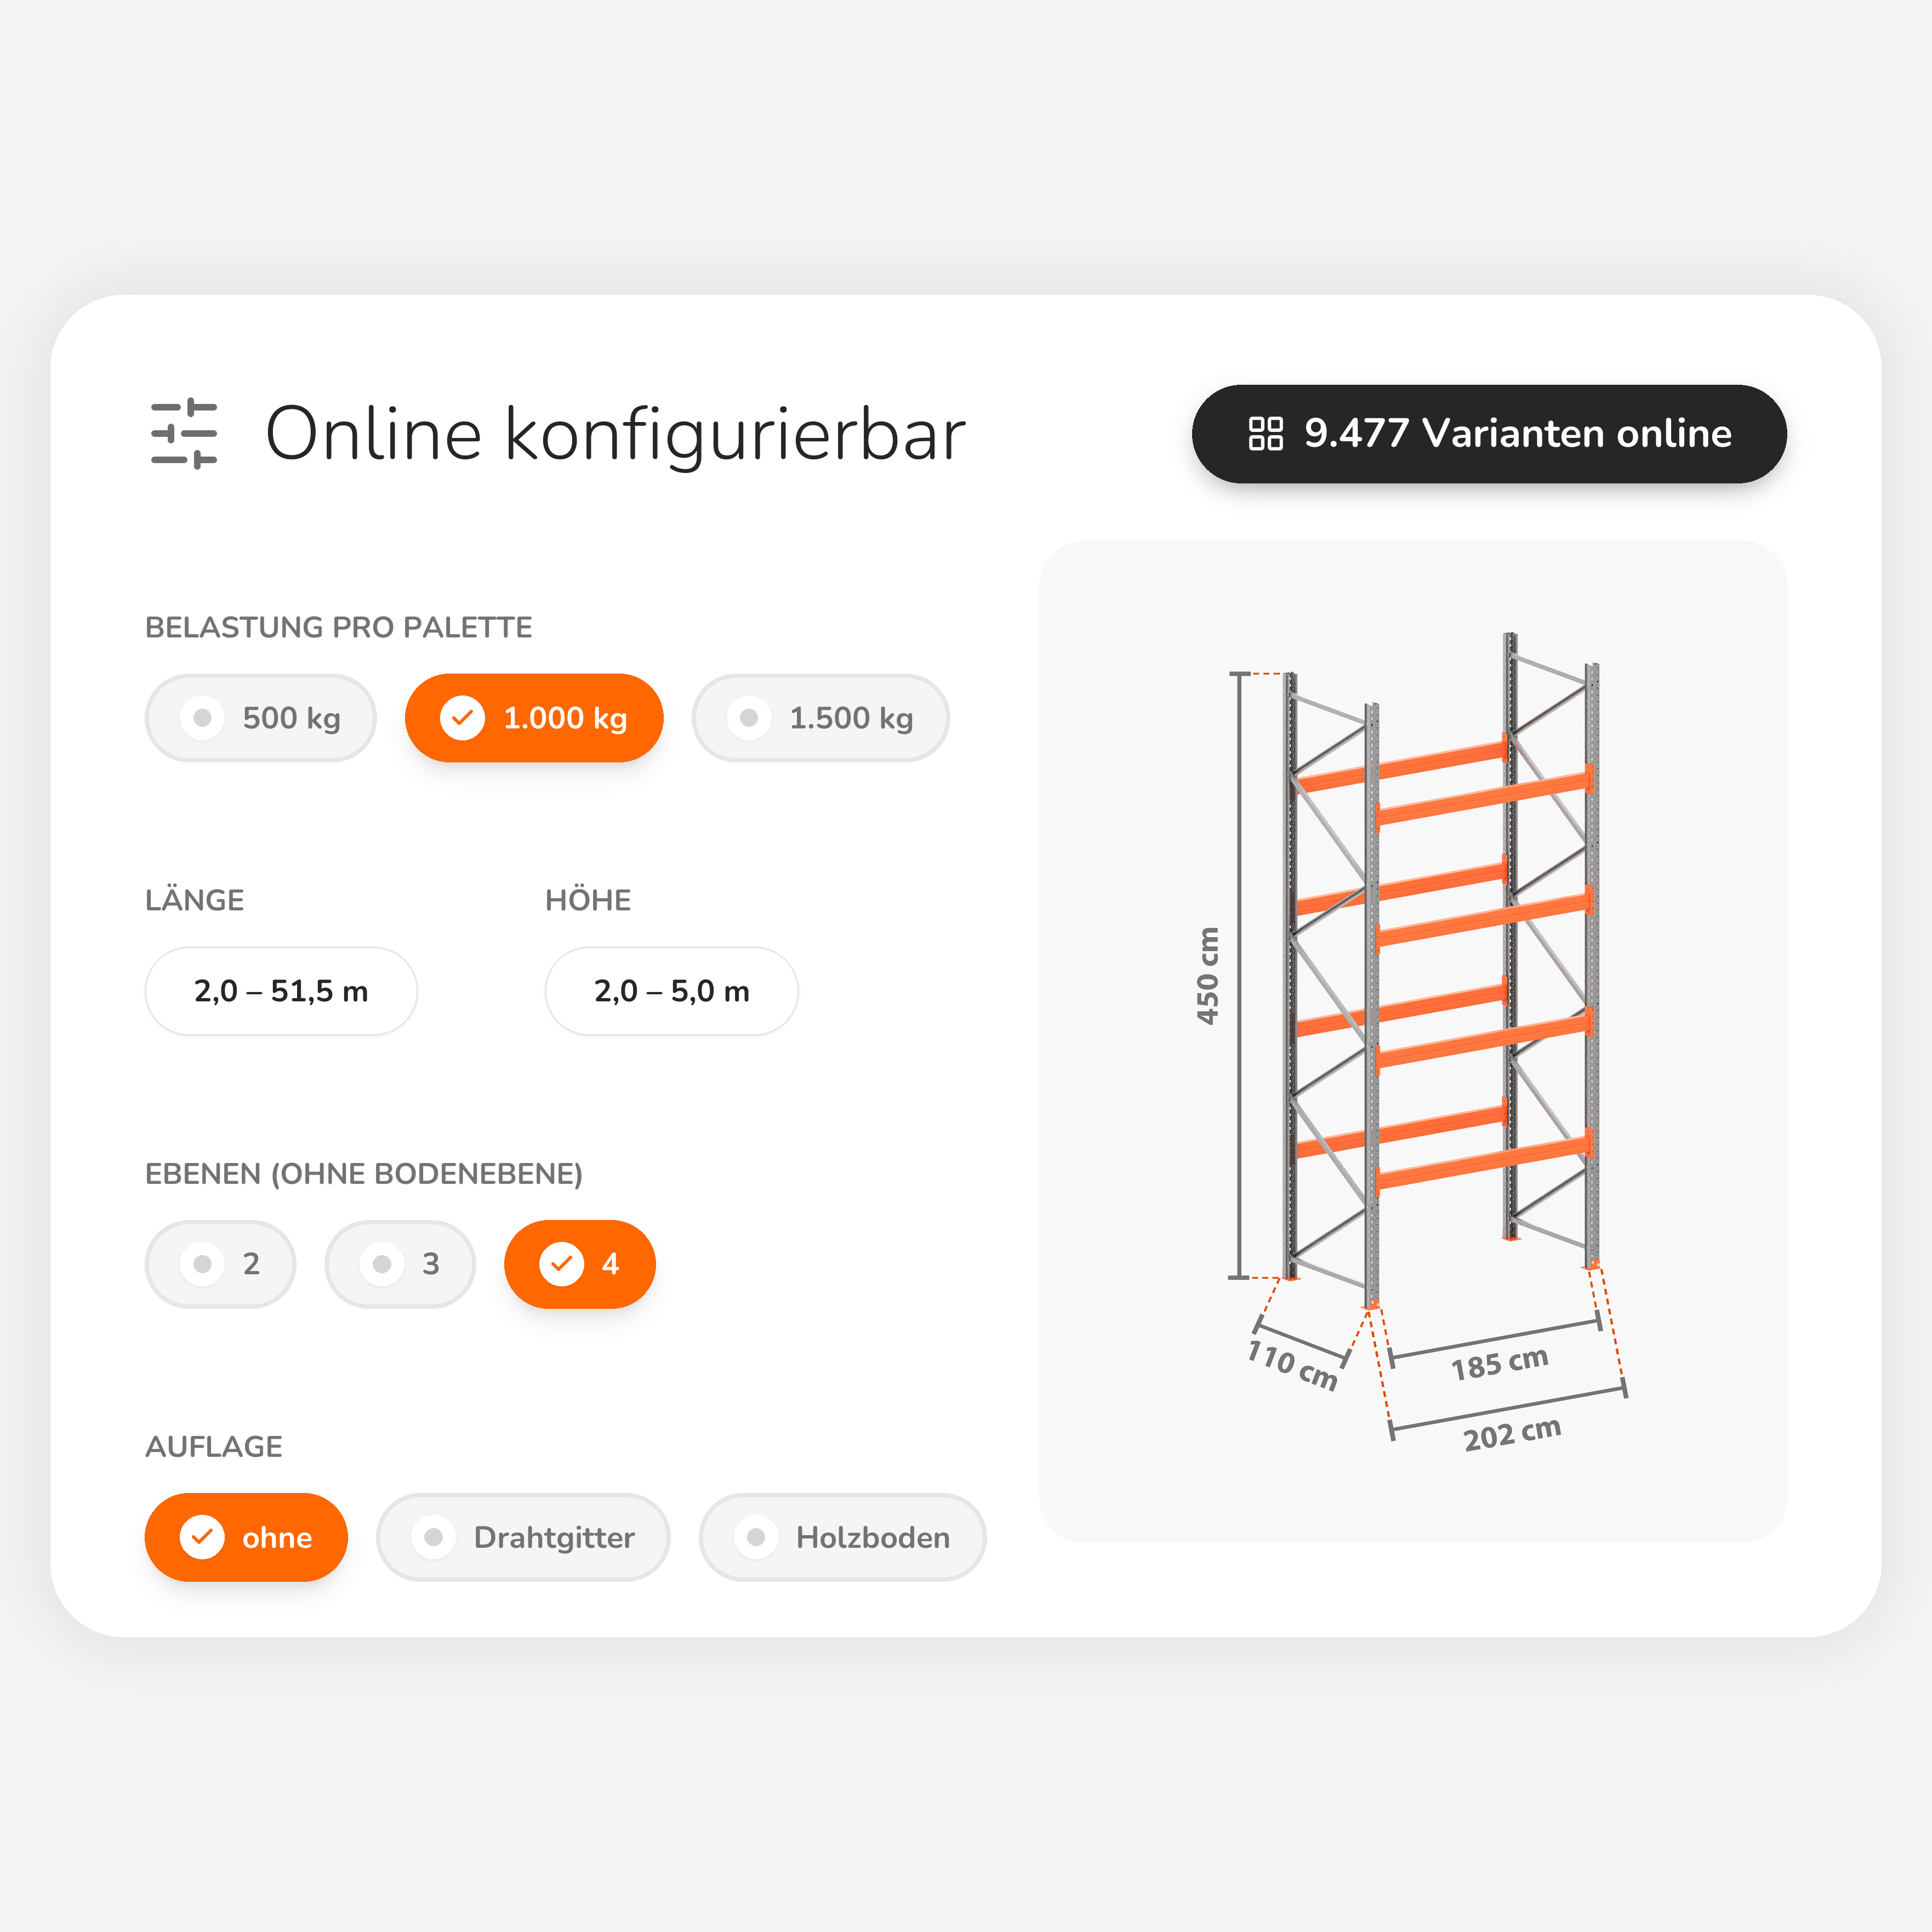 Online konfigurierbar
9.477 Varianten online
BELASTUNG PRO PALETTE
500 kg
1.000 kg
1.500 kg
LÄNGE
HÖHE
2,0 – 51,5 m
2,0 – 5,0 m
EBENEN (OHNE BODENEBENE)
2
3
4
AUFLAGE
ohne
Drahtgitter
Holzboden
450 cm
110 cm
185 cm
202 cm